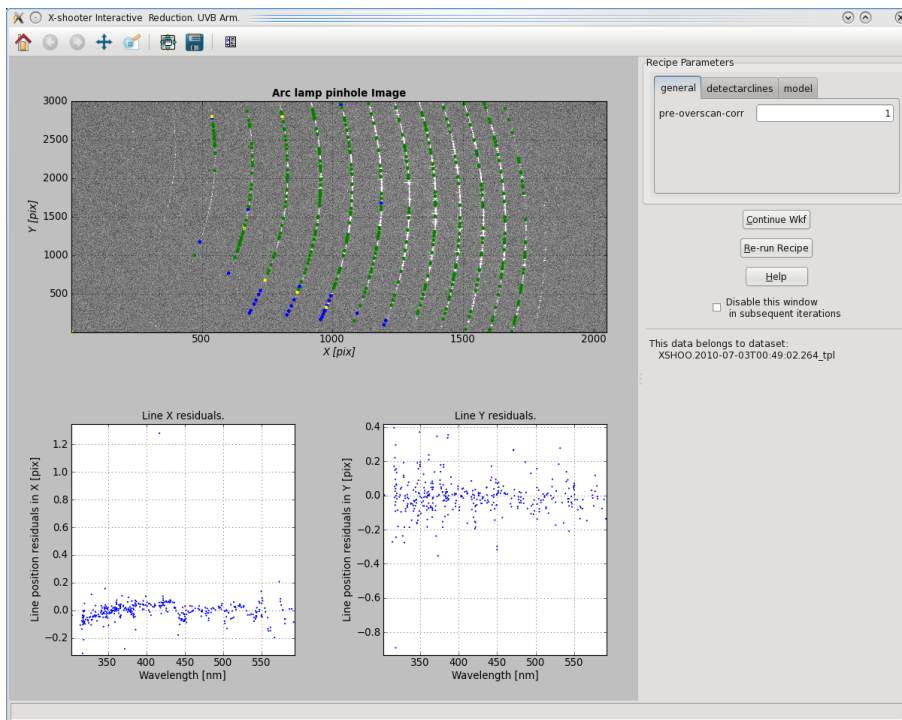 X-shooter Interactive Reduction. UVB Arm.
Arc lamp pinhole Image
3000
2500
2000
1500
1000
500
Y [pix]
500
1000
1500
2000
X [pix]
Line X residuals.
1.2
1.0
0.8
0.6
0.4
0.2
0.0
−0.2
Line position residuals in X [pix]
350
400
450
500
550
Wavelength [nm]
Line Y residuals.
0.4
0.2
0.0
−0.2
−0.4
−0.6
−0.8
Line position residuals in Y [pix]
350
400
450
500
550
Wavelength [nm]
Recipe Parameters
general detectarclines model
pre-overscan-corr 1
Continue Wkf
Re-run Recipe
Help
Disable this window
in subsequent iterations
This data belongs to dataset:
XSHOO.2010-07-03T00:49:02.264_tpl